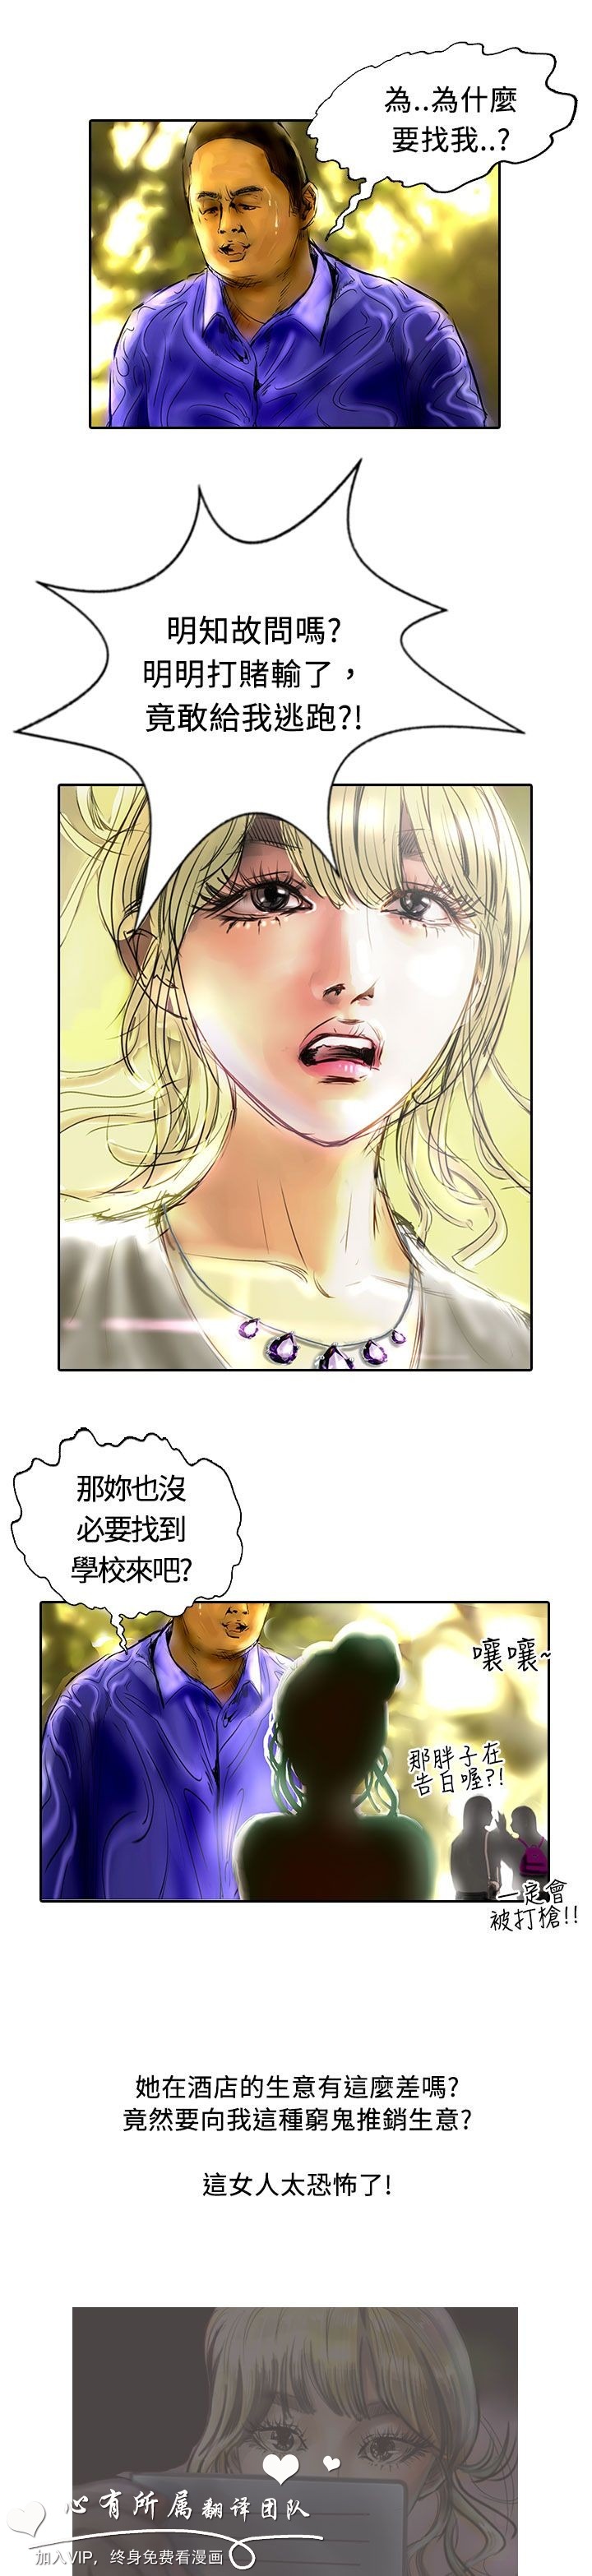 為..為什麼
要找我..?
明知故問嗎?
明明打賭輸了，
竟敢給我逃跑?!
那妳也沒
必要找到
學校來吧?
嚷嚷~
那胖子在
告白喔?!
一定會
被打槍!!
她在酒店的生意有這麼差嗎?
竟然要向我這種窮鬼推銷生意?
這女人太恐怖了!
心有所属翻译团队
加入VIP，终身免费看漫画